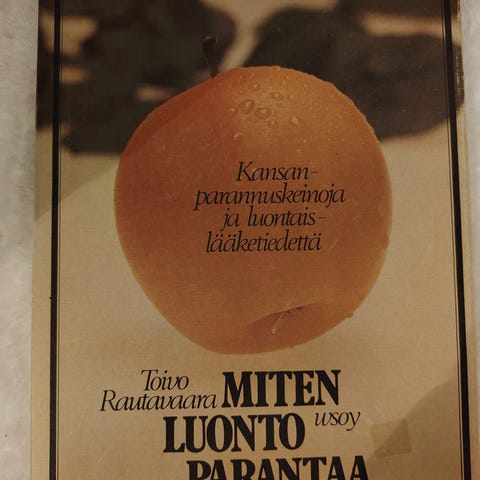 Kansan-
parannuskeinoja
ja luontais-
lääketiedettä
Toivo
Rautavaara MITEN
LUONTO wsoy
PARANTAA